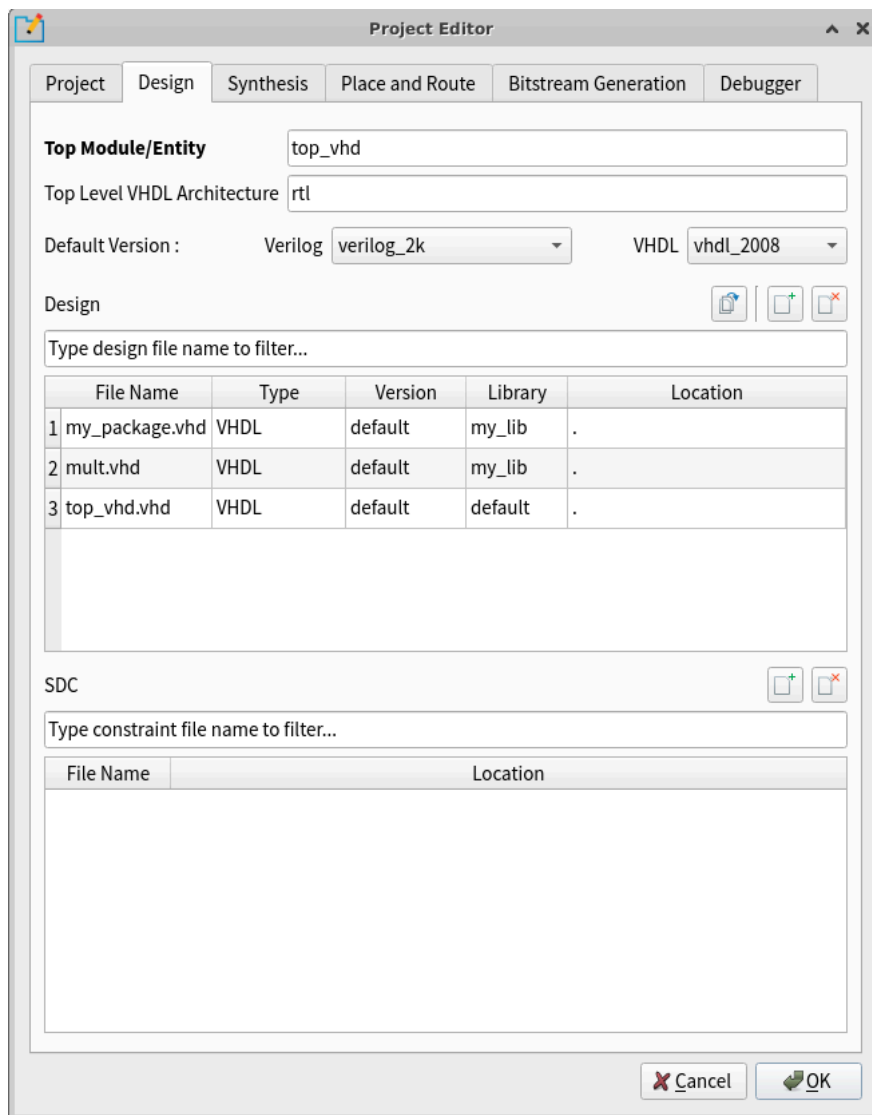 Project Editor
Project Design Synthesis Place and Route Bitstream Generation Debugger
Top Module/Entity top_vhd
Top Level VHDL Architecture rtl
Default Version : Verilog verilog_2k VHDL vhdl_2008
Design
Type design file name to filter...
File Name Type Version Library Location
1 my_package.vhd VHDL default my_lib .
2 mult.vhd VHDL default my_lib .
3 top_vhd.vhd VHDL default default .
SDC
Type constraint file name to filter...
File Name Location
Cancel OK